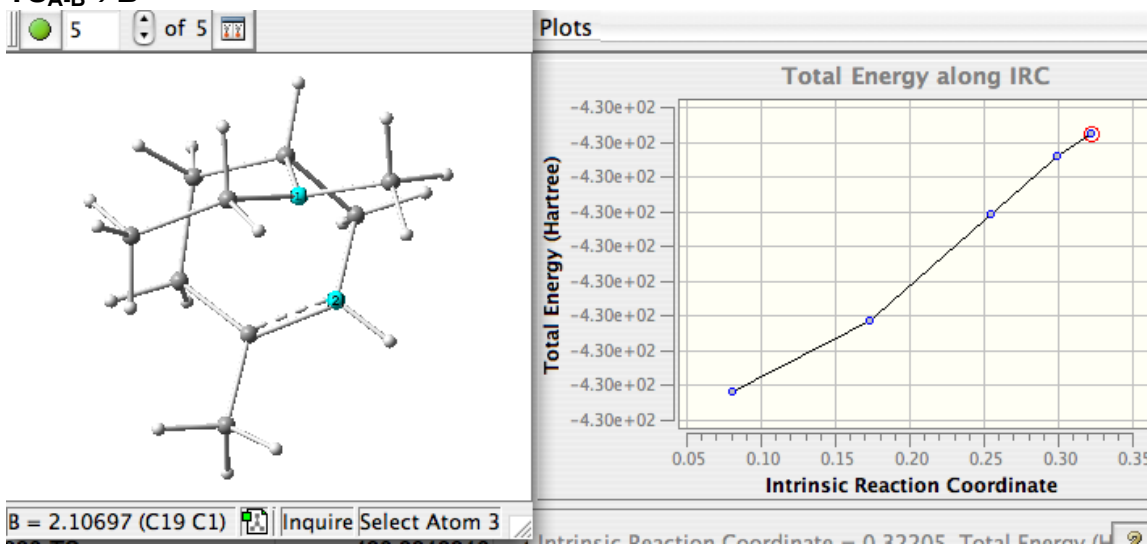 5 of 5
1
2
B = 2.10697 (C19 C1) Inquire Select Atom 3
Plots
Total Energy along IRC
Total Energy (Hartree)
-4.30e+02
-4.30e+02
-4.30e+02
-4.30e+02
-4.30e+02
-4.30e+02
-4.30e+02
-4.30e+02
-4.30e+02
-4.30e+02
0.05 0.10 0.15 0.20 0.25 0.30 0.35
Intrinsic Reaction Coordinate
Intrinsic Reaction Coordinate = 0.32205, Total Energy (H
?